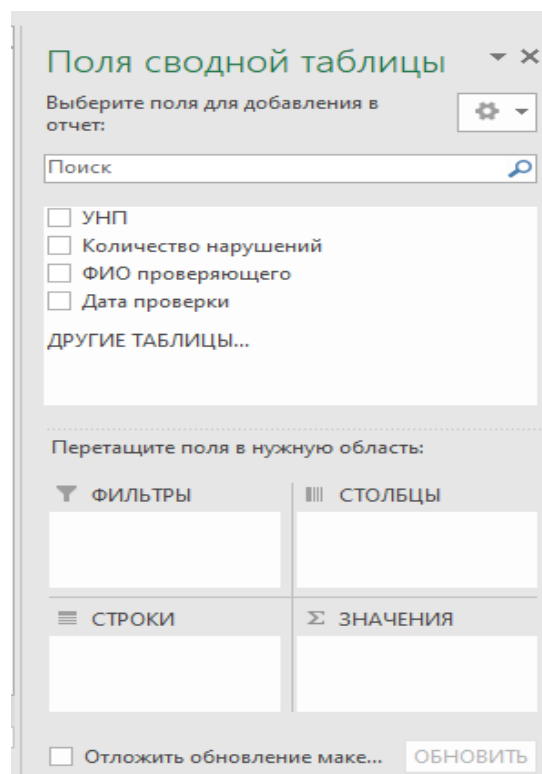 Поля сводной таблицы
Выберите поля для добавления в
отчет:
Поиск
УНП
Количество нарушений
ФИО проверяющего
Дата проверки
ДРУГИЕ ТАБЛИЦЫ...
Перетащите поля в нужную область:
ФИЛЬТРЫ
СТОЛБЦЫ
СТРОКИ
Σ ЗНАЧЕНИЯ
Отложить обновление маке...
ОБНОВИТЬ